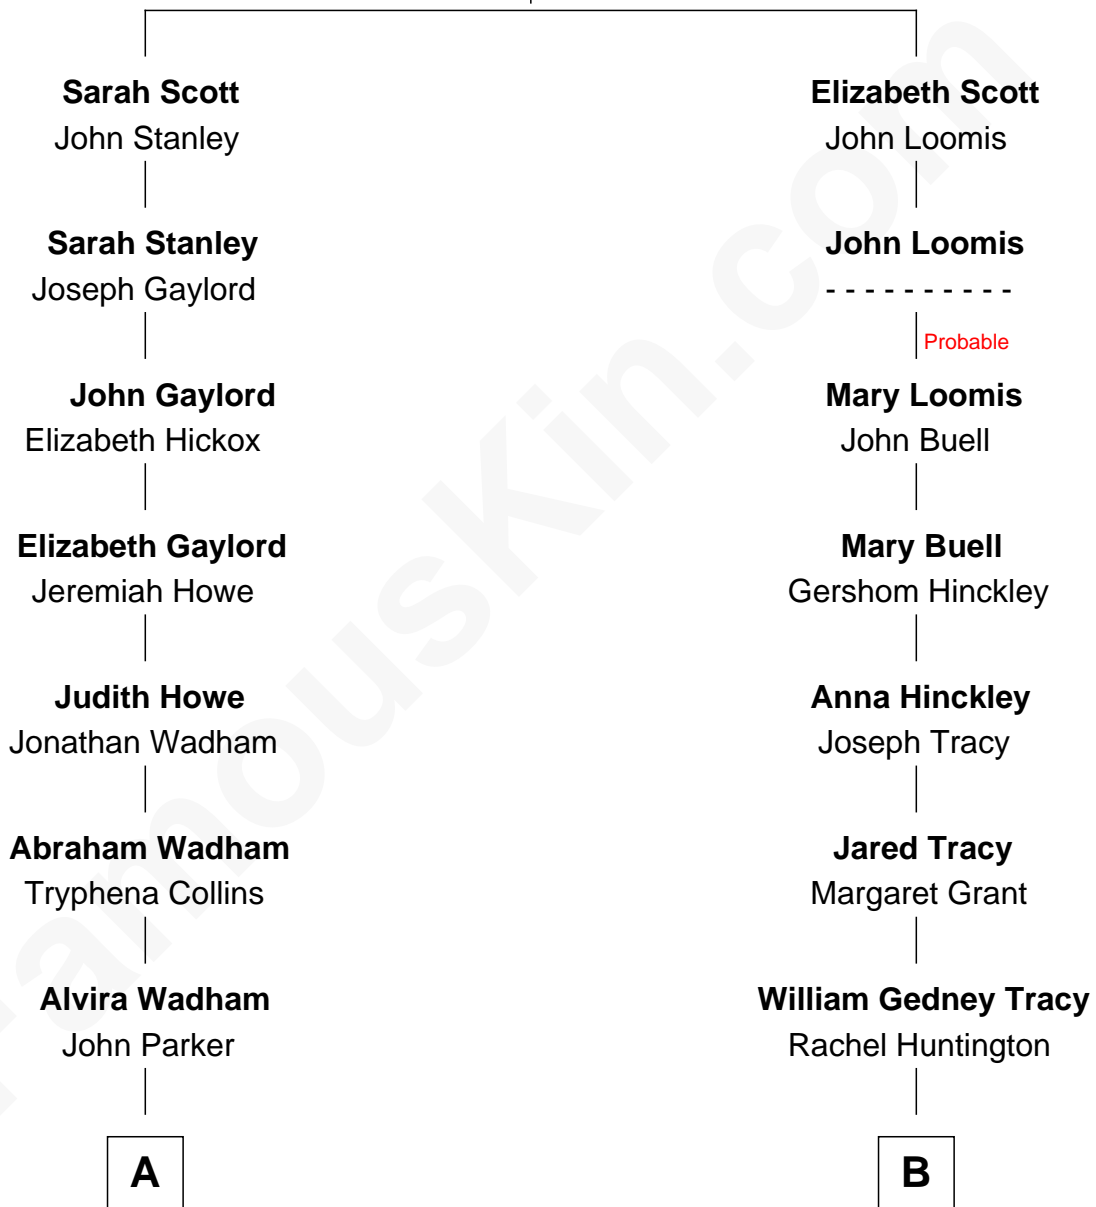 Sarah Scott
John Stanley
Sarah Stanley
Joseph Gaylord
John Gaylord
Elizabeth Hickox
Elizabeth Gaylord
Jeremiah Howe
Judith Howe
Jonathan Wadham
Abraham Wadham
Tryphena Collins
Alvira Wadham
John Parker
A
Elizabeth Scott
John Loomis
John Loomis
- - - - - - - - - -
Probable
Mary Loomis
John Buell
Mary Buell
Gershom Hinckley
Anna Hinckley
Joseph Tracy
Jared Tracy
Margaret Grant
William Gedney Tracy
Rachel Huntington
B
FamousKin.com